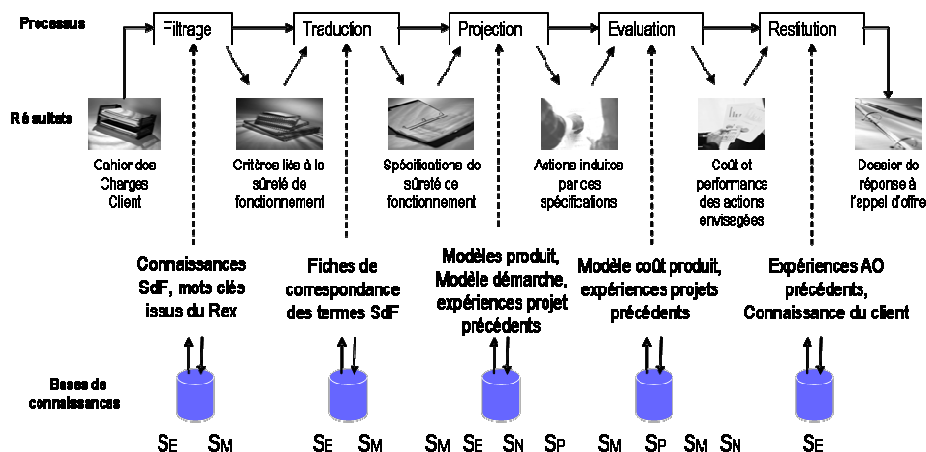 Processus
Filtrage
Traduction
Projection
Evaluation
Restitution
Résultats
Cahier des
Charges
Client
Critères liés à la
sûreté de
fonctionnement
Spécifications de
sûreté de
fonctionnement
Actions induites
par ces
spécifications
Coût et
performance
des actions
envisagées
Dossier de
réponse à
l'appel d'offre
Connaissances
SdF, mots clés
issus du Rex
Fiches de
correspondance
des termes SdF
Modèles produit,
Modèle démarche,
expériences projet
précédents
Modèle coût produit,
expériences projets
précédents
Expériences AO
précédents,
Connaissance du client
Bases de
connaissances
SE SM
SE SM
SM SE SN SP
SM SP SM SN
SE